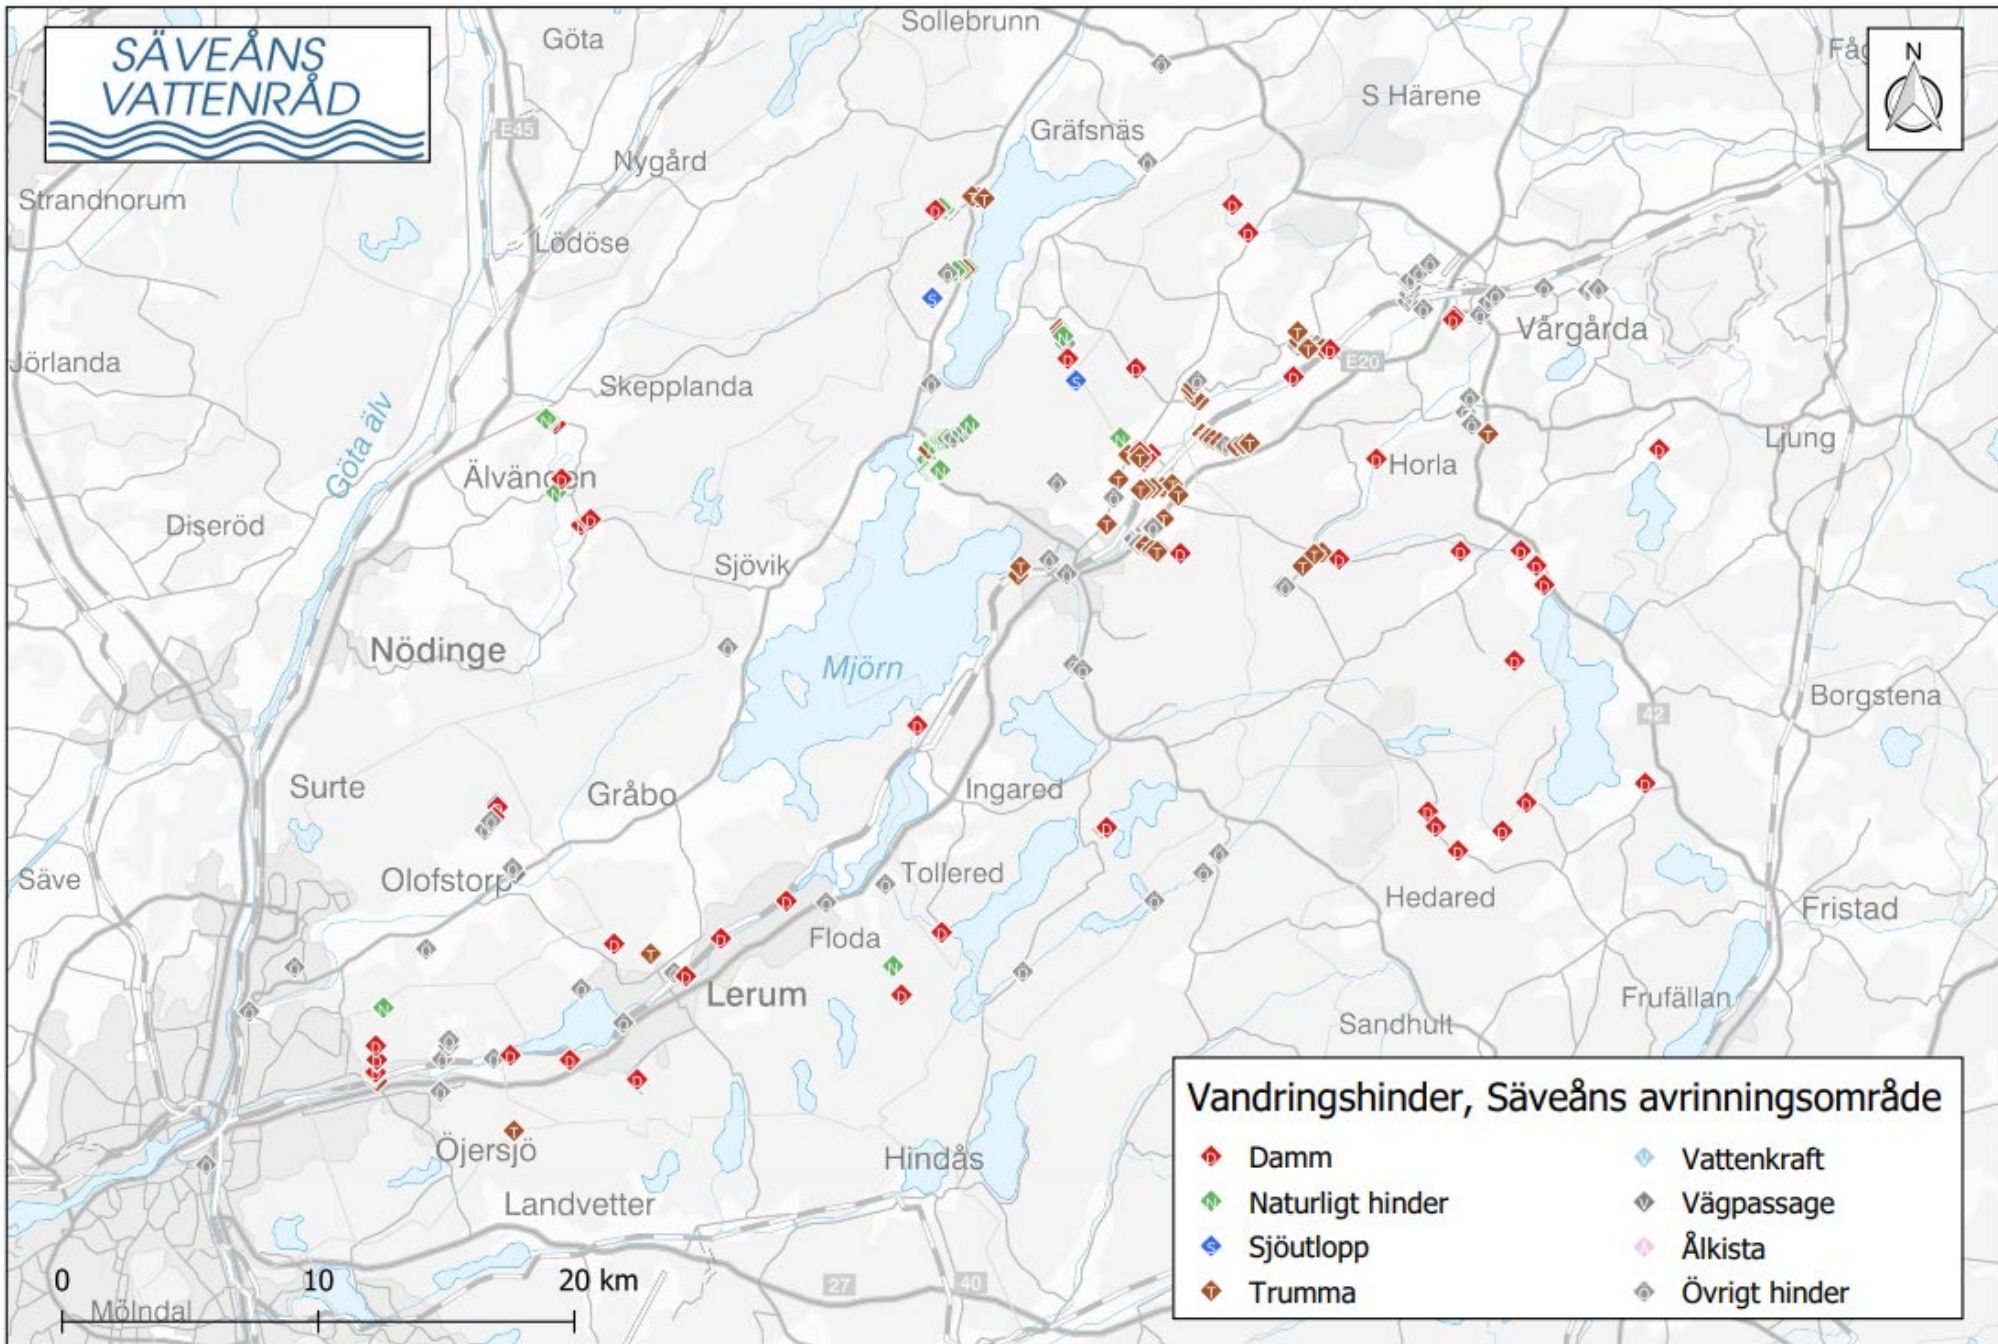 SÄVEÅNS
VATTENRÅD
Göta
Sollebrunn
N
E45
S Härene
Gräfsnäs
Nygård
Strandnorum
Lödöse
Vårgårda
Jörlanda
E20
Skepplanda
Göta älv
Ljung
Horla
Älvängen
Diseröd
Sjövik
Nödinge
Mjörn
Borgstena
42
Surte
Gråbo
Ingared
Säve
Olofstorp
Tollered
Hedared
Fristad
Floda
Lerum
Frufällan
Sandhult
Öjersjö
Hindås
Landvetter
27
40
0 10 20 km
Mölndal
Vandringshinder, Säveåns avrinningsområde
D Damm
N Naturligt hinder
S Sjöutlopp
T Trumma
V Vattenkraft
V Vägpassage
Å Ålkista
Ö Övrigt hinder